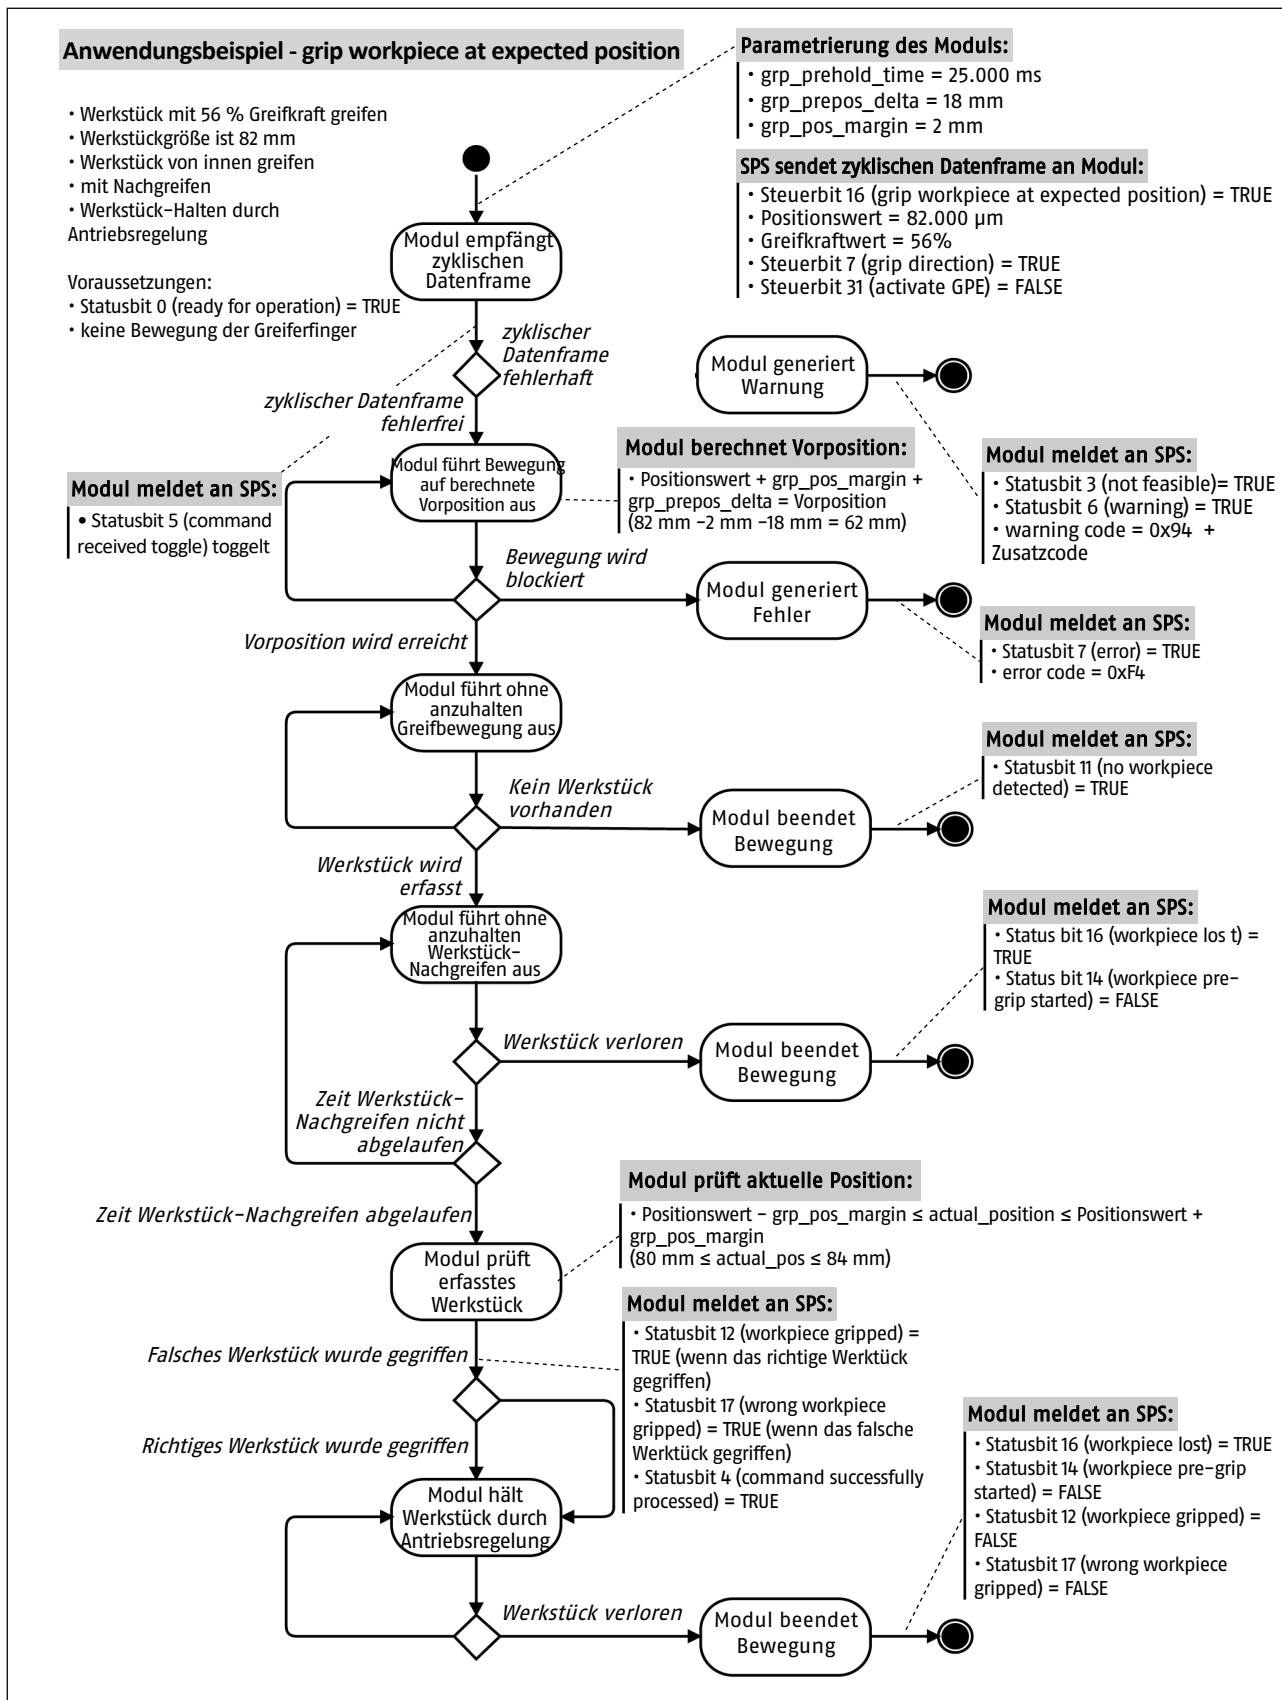 Anwendungsbeispiel - grip workpiece at expected position
• Werkstück mit 56 % Greifkraft greifen
• Werkstückgröße ist 82 mm
• Werkstück von innen greifen
• mit Nachgreifen
• Werkstück-Halten durch
Antriebsregelung
Voraussetzungen:
• Statusbit 0 (ready for operation) = TRUE
• keine Bewegung der Greiferfinger
Parametrierung des Moduls:
• grp_prehold_time = 25.000 ms
• grp_prepos_delta = 18 mm
• grp_pos_margin = 2 mm
SPS sendet zyklischen Datenframe an Modul:
• Steuerbit 16 (grip workpiece at expected position) = TRUE
• Positionswert = 82.000 µm
• Greifkraftwert = 56%
• Steuerbit 7 (grip direction) = TRUE
• Steuerbit 31 (activate GPE) = FALSE
Modul empfängt
zyklischen
Datenframe
zyklischer
Datenframe
fehlerhaft
Modul generiert
Warnung
zyklischer Datenframe
fehlerfrei
Modul meldet an SPS:
• Statusbit 3 (not feasible)= TRUE
• Statusbit 6 (warning) = TRUE
• warning code = 0x94 +
Zusatzcode
Modul meldet an SPS:
• Statusbit 5 (command
received toggle) toggelt
Modul führt Bewegung
auf berechnete
Vorposition aus
Modul berechnet Vorposition:
• Positionswert + grp_pos_margin +
grp_prepos_delta = Vorposition
(82 mm -2 mm -18 mm = 62 mm)
Bewegung wird
blockiert
Modul generiert
Fehler
Modul meldet an SPS:
• Statusbit 7 (error) = TRUE
• error code = 0xF4
Vorposition wird erreicht
Modul führt ohne
anzuhalten
Greifbewegung aus
Kein Werkstück
vorhanden
Modul beendet
Bewegung
Modul meldet an SPS:
• Statusbit 11 (no workpiece
detected) = TRUE
Werkstück wird
erfasst
Modul führt ohne
anzuhalten
Werkstück-
Nachgreifen aus
Werkstück verloren
Modul beendet
Bewegung
Modul meldet an SPS:
• Status bit 16 (workpiece los t) =
TRUE
• Status bit 14 (workpiece pre-
grip started) = FALSE
Zeit Werkstück-
Nachgreifen nicht
abgelaufen
Zeit Werkstück-Nachgreifen abgelaufen
Modul prüft
erfasstes
Werkstück
Modul prüft aktuelle Position:
• Positionswert - grp_pos_margin ≤ actual_position ≤ Positionswert +
grp_pos_margin
(80 mm ≤ actual_pos ≤ 84 mm)
Modul meldet an SPS:
• Statusbit 12 (workpiece gripped) =
TRUE (wenn das richtige Werktück
gegriffen)
• Statusbit 17 (wrong workpiece
gripped) = TRUE (wenn das falsche
Werktück gegriffen)
• Statusbit 4 (command successfully
processed) = TRUE
Falsches Werkstück wurde gegriffen
Richtiges Werkstück wurde gegriffen
Modul hält
Werkstück durch
Antriebsregelung
Werkstück verloren
Modul beendet
Bewegung
Modul meldet an SPS:
• Statusbit 16 (workpiece lost) = TRUE
• Statusbit 14 (workpiece pre-grip
started) = FALSE
• Statusbit 12 (workpiece gripped) =
FALSE
• Statusbit 17 (wrong workpiece
gripped) = FALSE